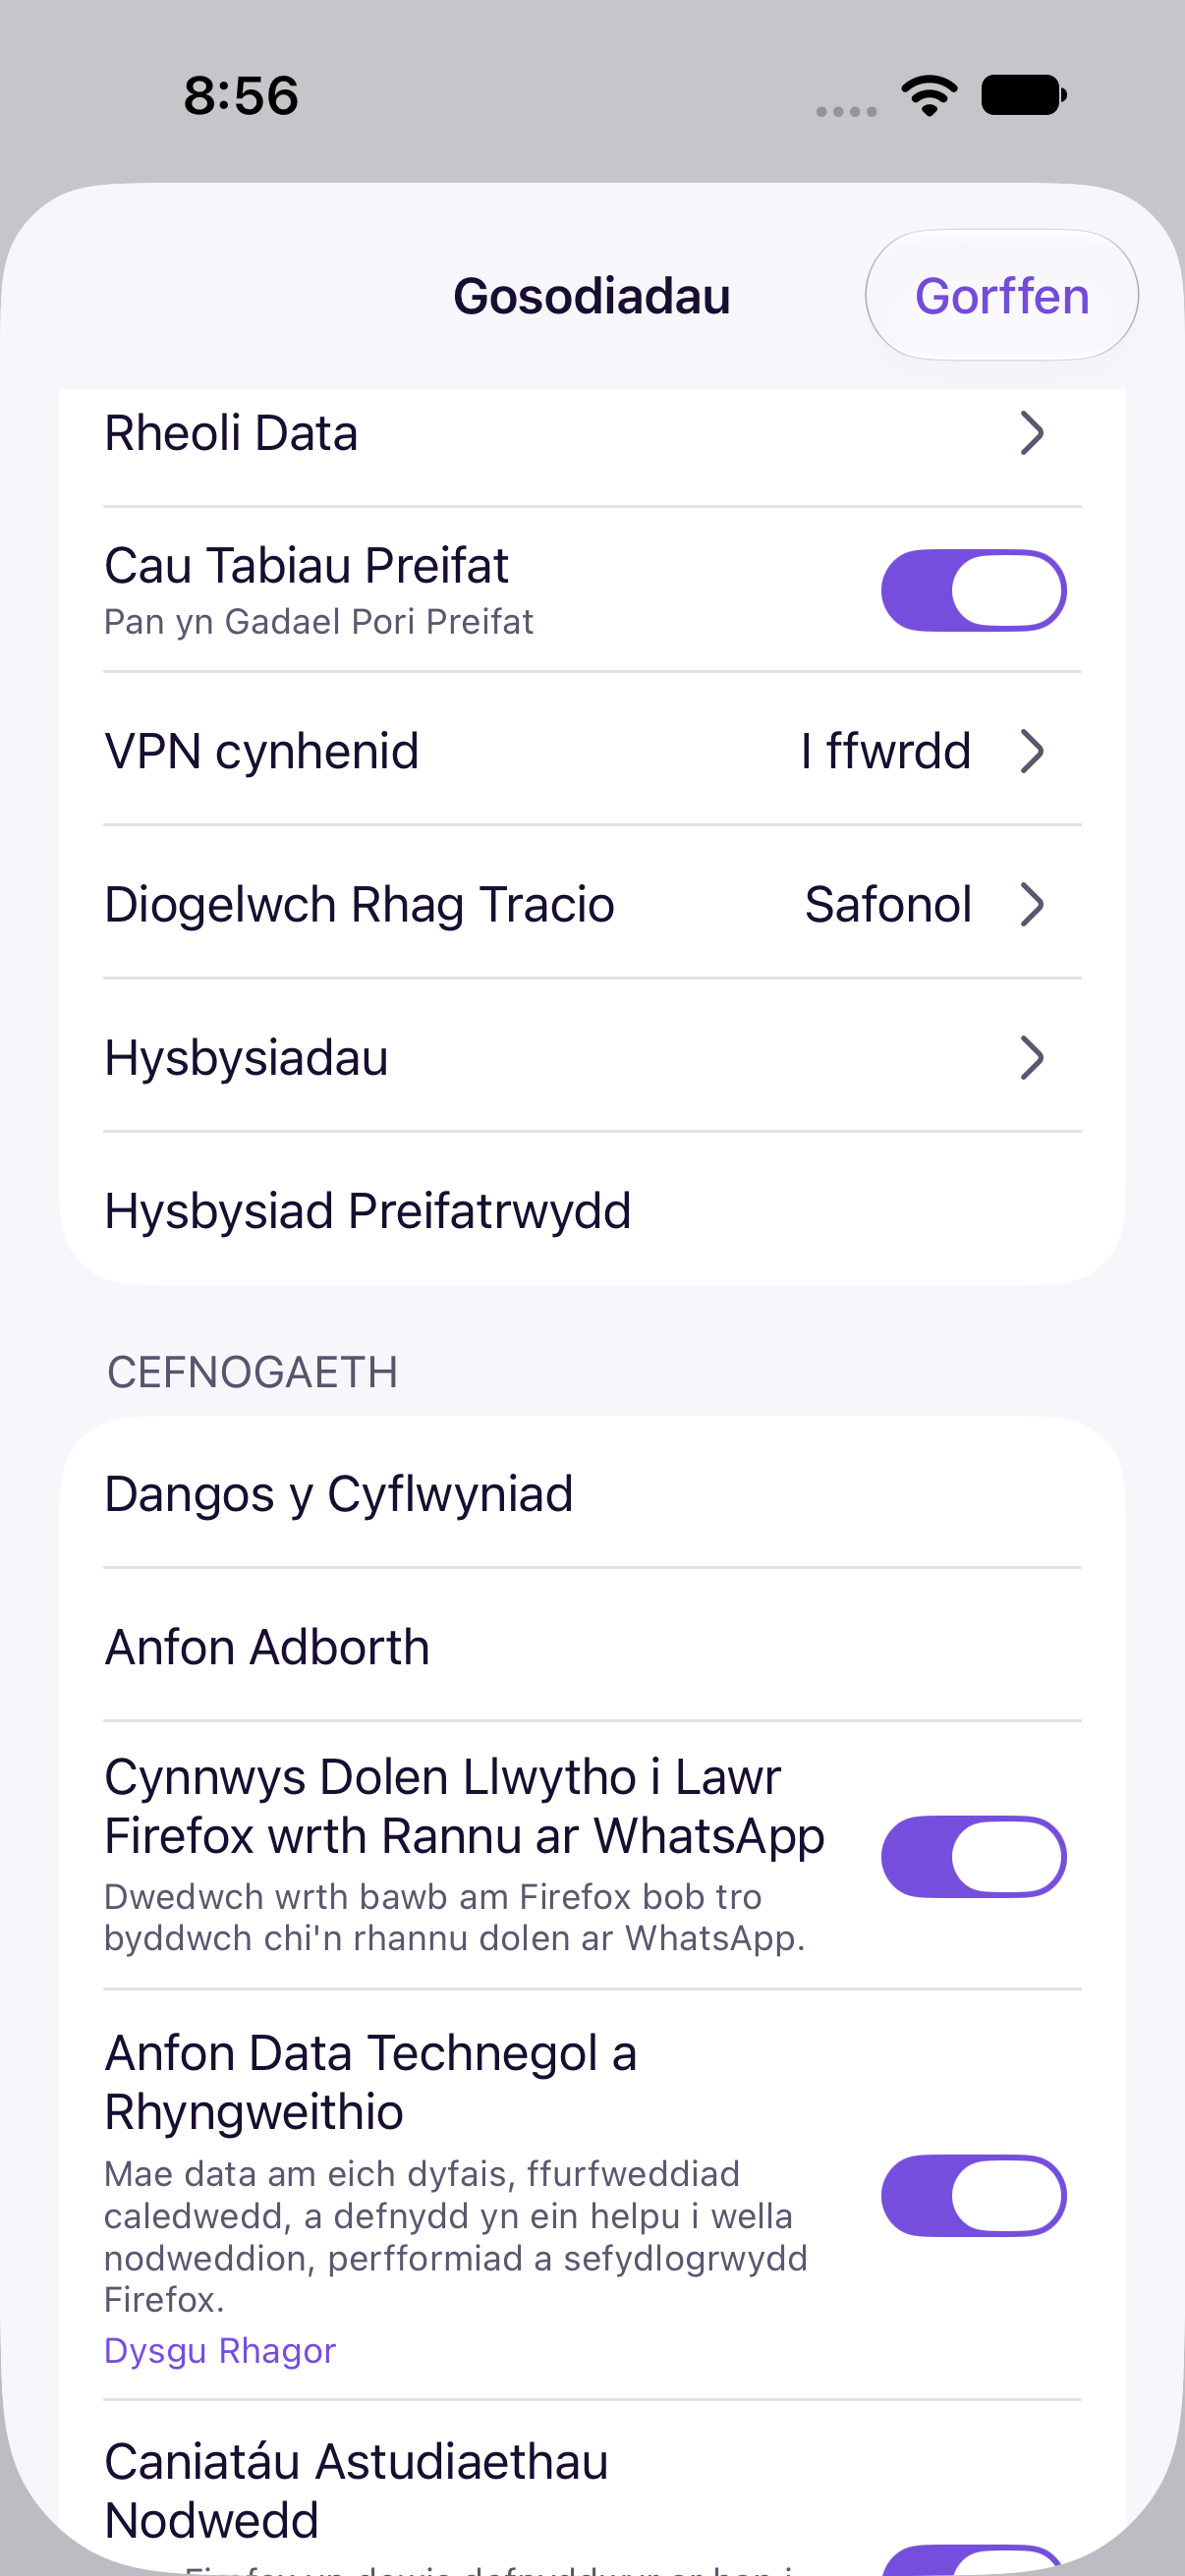 8:56
Gosodiadau
Gorffen
Rheoli Data
Cau Tabiau Preifat
Pan yn Gadael Pori Preifat
VPN cynhenid
I ffwrdd
Diogelwch Rhag Tracio
Safonol
Hysbysiadau
Hysbysiad Preifatrwydd
CEFNOGAETH
Dangos y Cyflwyniad
Anfon Adborth
Cynnwys Dolen Llwytho i Lawr
Firefox wrth Rannu ar WhatsApp
Dwedwch wrth bawb am Firefox bob tro
byddwch chi'n rhannu dolen ar WhatsApp.
Anfon Data Technegol a
Rhyngweithio
Mae data am eich dyfais, ffurfweddiad
caledwedd, a defnydd yn ein helpu i wella
nodweddion, perfformiad a sefydlogrwydd
Firefox.
Dysgu Rhagor
Caniatáu Astudiaethau
Nodwedd